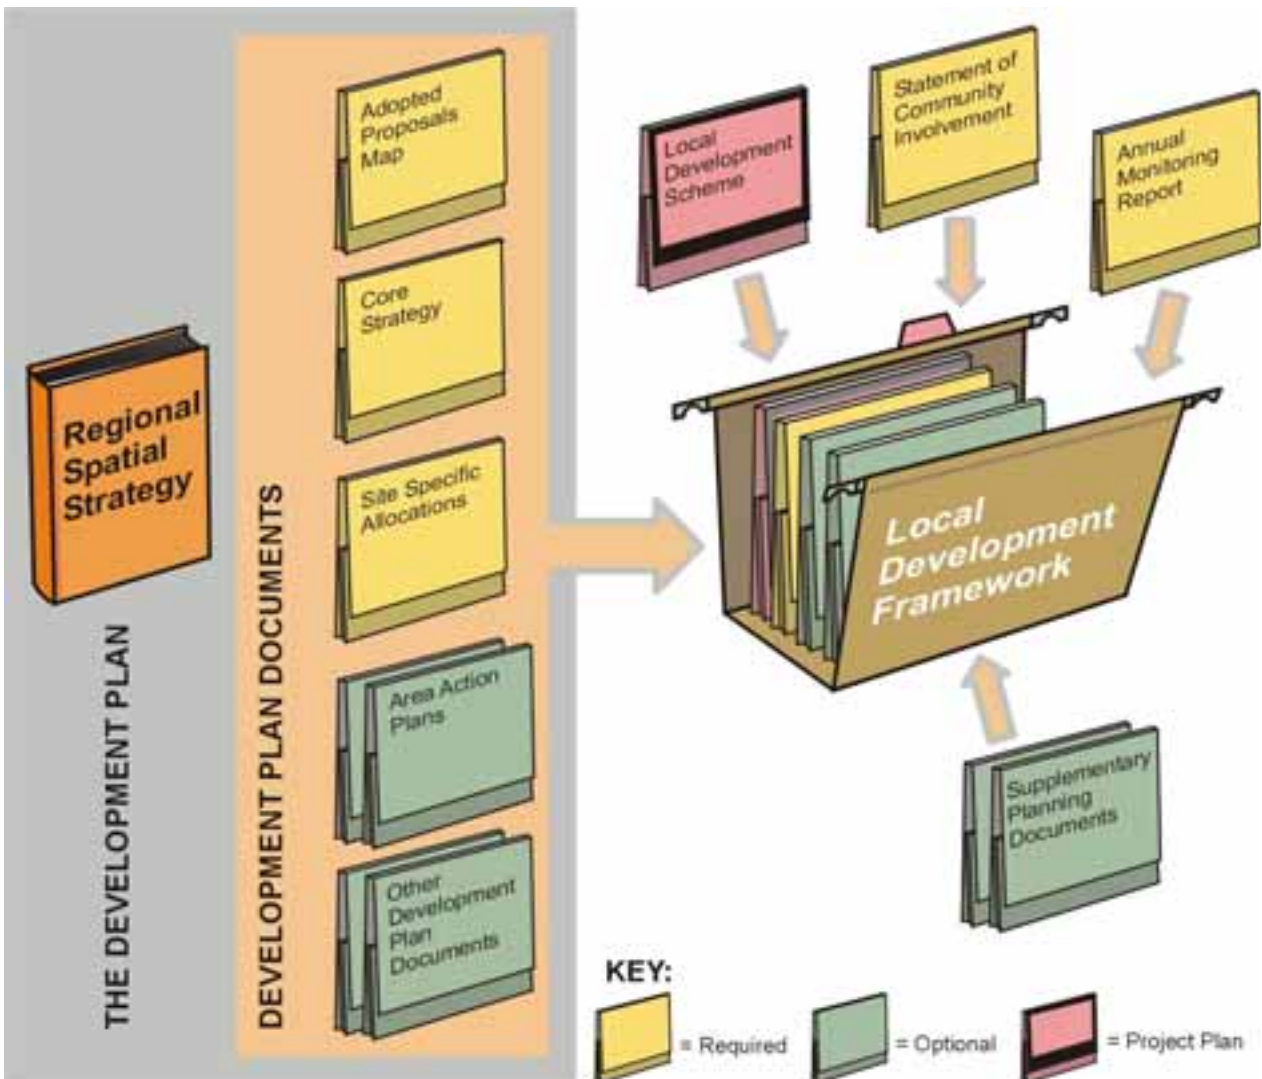 Regional
Spatial
Strategy
THE DEVELOPMENT PLAN
DEVELOPMENT PLAN DOCUMENTS
Adopted
Proposals
Map
Core
Strategy
Site Specific
Allocations
Area Action
Plans
Other
Development
Plan
Documents
Local
Development
Scheme
Statement of
Community
Involvement
Annual
Monitoring
Report
Local
Development
Framework
Supplementary
Planning
Documents
KEY:
= Required
= Optional
= Project Plan